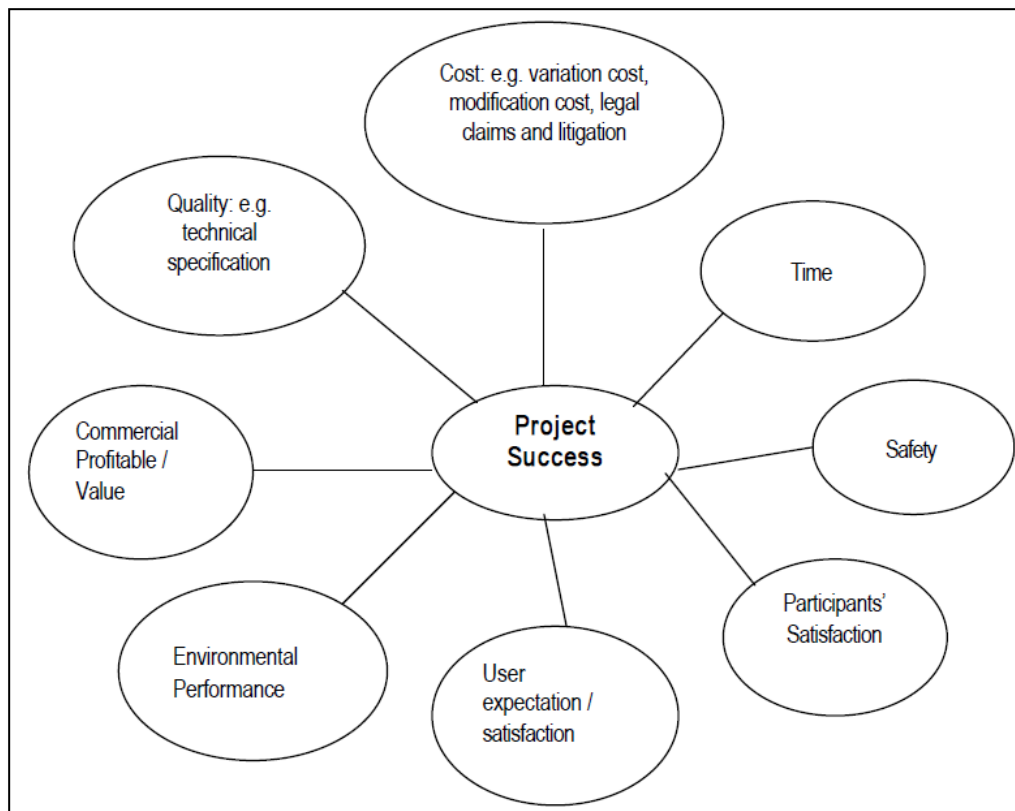 Cost: e.g. variation cost,
modification cost, legal
claims and litigation
Quality: e.g.
technical
specification
Time
Project
Success
Commercial
Profitable /
Value
Safety
Participants'
Satisfaction
Environmental
Performance
User
expectation /
satisfaction